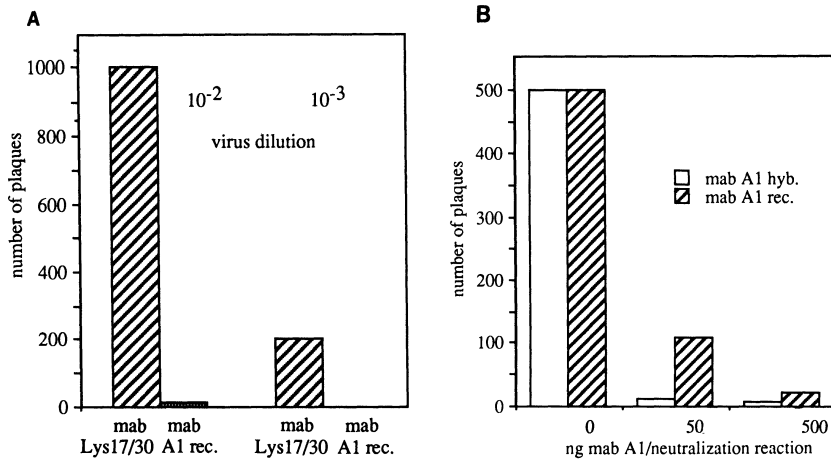 A
number of plaques
1000
800
600
400
200
0
10-2
10-3
virus dilution
mab
Lys17/30
mab
A1 rec.
mab
Lys17/30
mab
A1 rec.
B
number of plaques
500
400
300
200
100
0
mab A1 hyb.
mab A1 rec.
0
50
500
ng mab A1/neutralization reaction